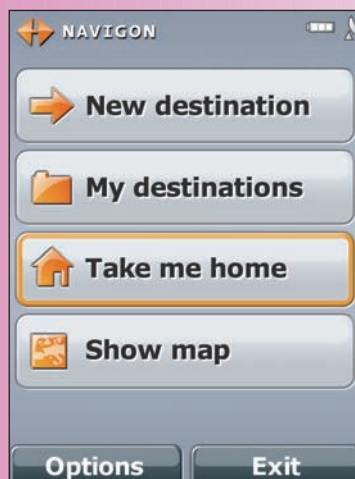 NAVIGON
New destination
My destinations
Take me home
Show map
Options Exit